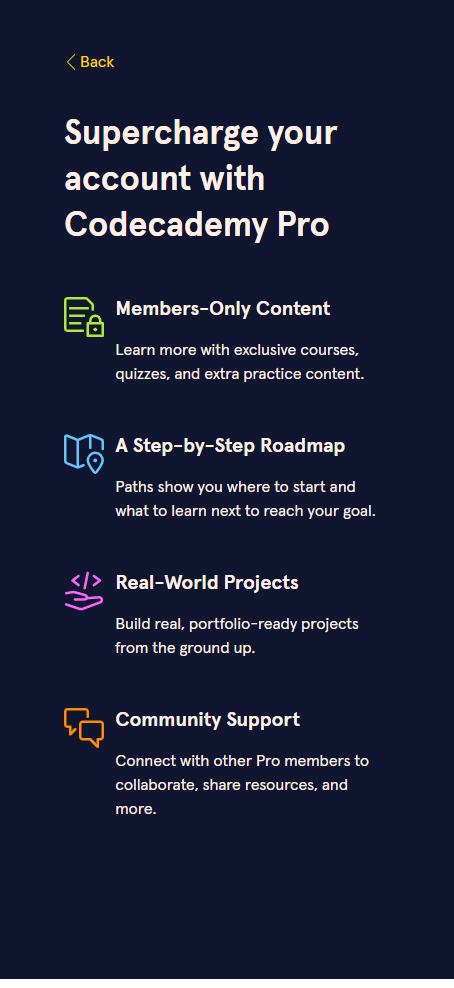 Back
Supercharge your
account with
Codecademy Pro
Members-Only Content
Learn more with exclusive courses,
quizzes, and extra practice content.
A Step-by-Step Roadmap
Paths show you where to start and
what to learn next to reach your goal.
</>
Real-World Projects
Build real, portfolio-ready projects
from the ground up.
Community Support
Connect with other Pro members to
collaborate, share resources, and
more.